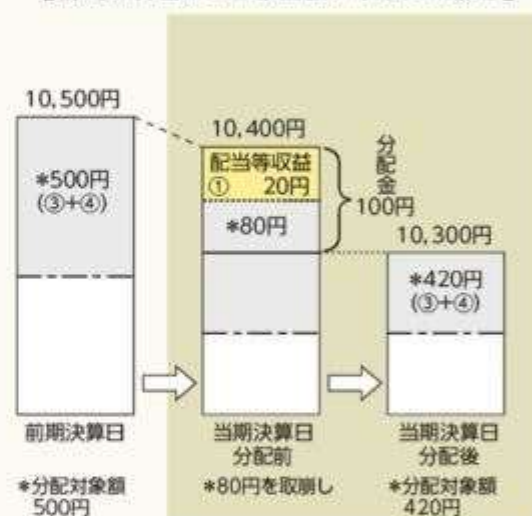 10,500円
*500円
(③+④)
前期決算日
*分配対象額
500円
10,400円
配当等収益
① 20円
*80円
分配金
100円
当期決算日
分配前
*80円を取崩し
10,300円
*420円
(③+④)
当期決算日
分配後
*分配対象額
420円